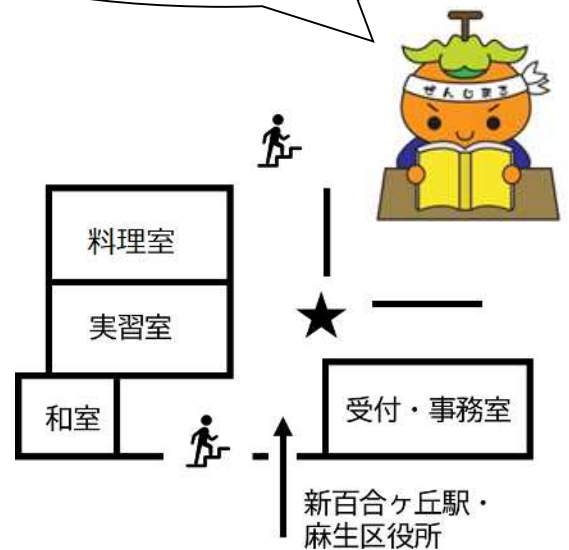 ぜんじまる
料理室
実習室
和室
受付・事務室
新百合ヶ丘駅・
麻生区役所